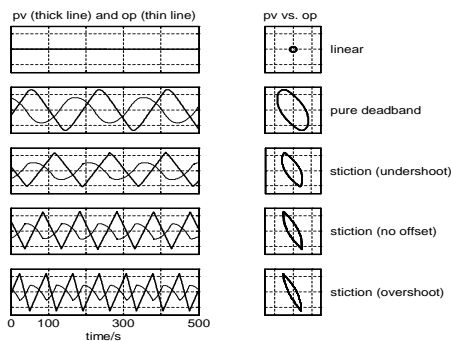 pv (thick line) and op (thin line)
pv vs. op
linear
pure deadband
stiction (undershoot)
stiction (no offset)
stiction (overshoot)
0 100 300 500
time/s